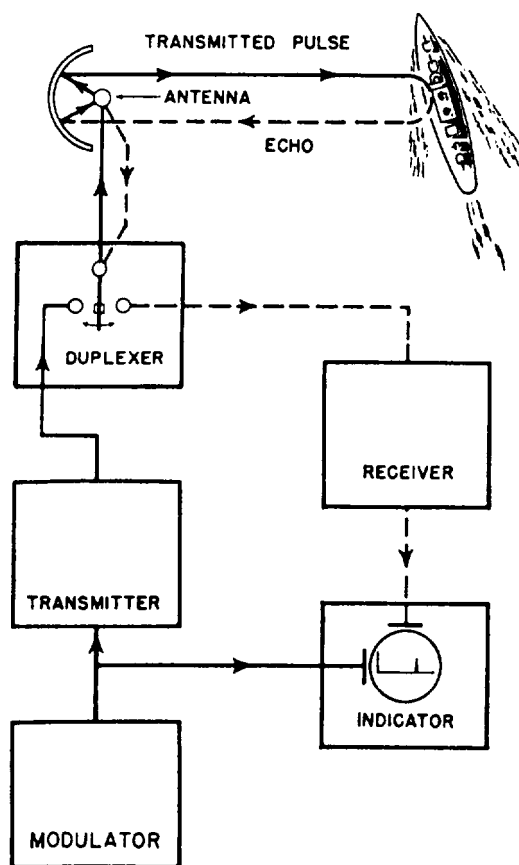 TRANSMITTED PULSE
ANTENNA
ECHO
DUPLEXER
RECEIVER
TRANSMITTER
INDICATOR
MODULATOR